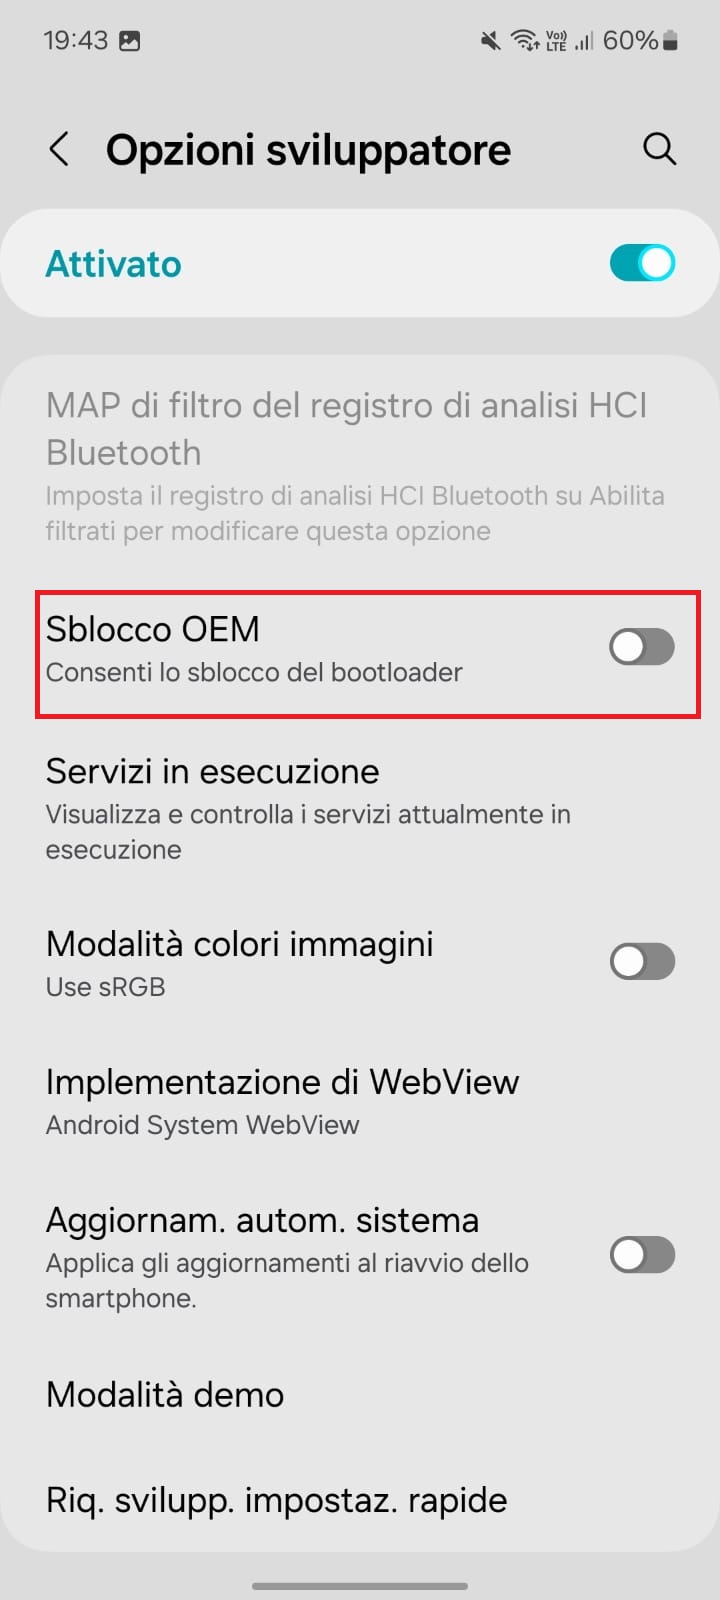 19:43
Vo)) LTE 60%
Opzioni sviluppatore
Attivato
MAP di filtro del registro di analisi HCI
Bluetooth
Imposta il registro di analisi HCI Bluetooth su Abilita
filtrati per modificare questa opzione
Sblocco OEM
Consenti lo sblocco del bootloader
Servizi in esecuzione
Visualizza e controlla i servizi attualmente in
esecuzione
Modalità colori immagini
Use sRGB
Implementazione di WebView
Android System WebView
Aggiornam. autom. sistema
Applica gli aggiornamenti al riavvio dello
smartphone.
Modalità demo
Riq. svilupp. impostaz. rapide